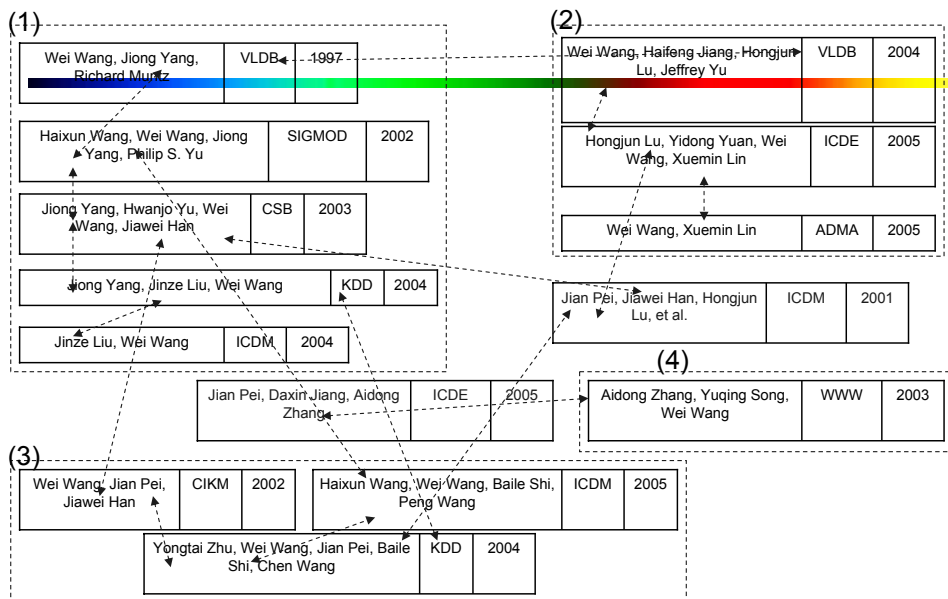 (1)
Wei Wang, Jiong Yang,
Richard Muntz
VLDB
1997
Haixun Wang, Wei Wang, Jiong
Yang, Philip S. Yu
SIGMOD
2002
Jiong Yang, Hwanjo Yu, Wei
Wang, Jiawei Han
CSB
2003
Jiong Yang, Jinze Liu, Wei Wang
KDD
2004
Jinze Liu, Wei Wang
ICDM
2004
(2)
Wei Wang, Haifeng Jiang, Hongjun
Lu, Jeffrey Yu
VLDB
2004
Hongjun Lu, Yidong Yuan, Wei
Wang, Xuemin Lin
ICDE
2005
Wei Wang, Xuemin Lin
ADMA
2005
Jian Pei, Jiawei Han, Hongjun
Lu, et al.
ICDM
2001
Jian Pei, Daxin Jiang, Aidong
Zhang
ICDE
2005
(4)
Aidong Zhang, Yuqing Song,
Wei Wang
WWW
2003
(3)
Wei Wang, Jian Pei,
Jiawei Han
CIKM
2002
Haixun Wang, Wei Wang, Baile Shi,
Peng Wang
ICDM
2005
Yongtai Zhu, Wei Wang, Jian Pei, Baile
Shi, Chen Wang
KDD
2004